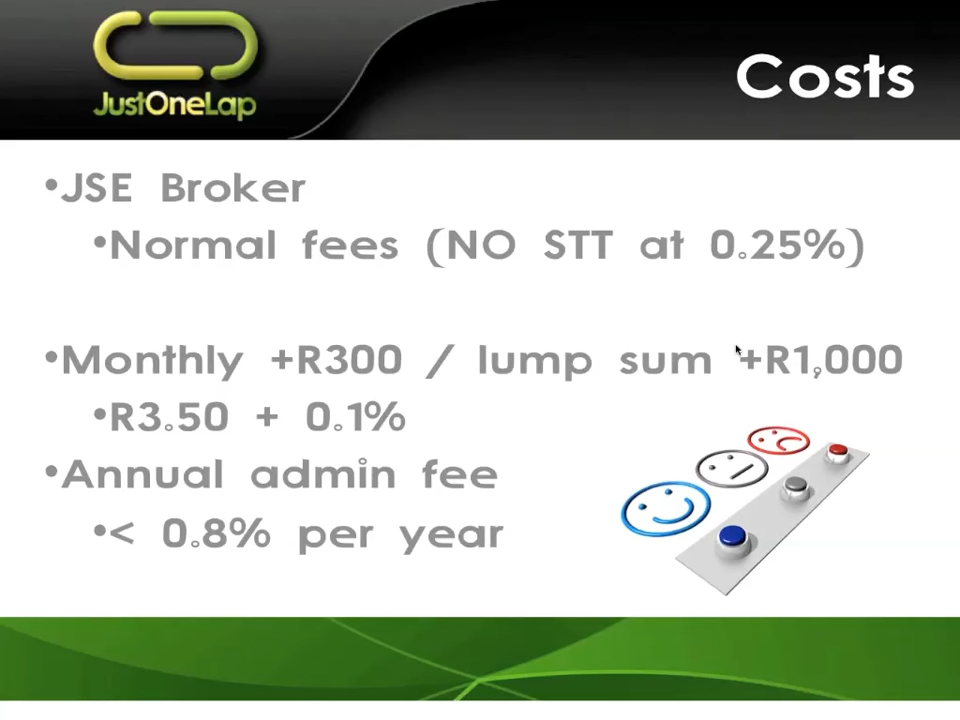 JustOneLap
Costs
•JSE Broker
•Normal fees (NO STT at 0.25%)
•Monthly +R300 / lump sum +R1,000
•R3.50 + 0.1%
•Annual admin fee
•< 0.8% per year